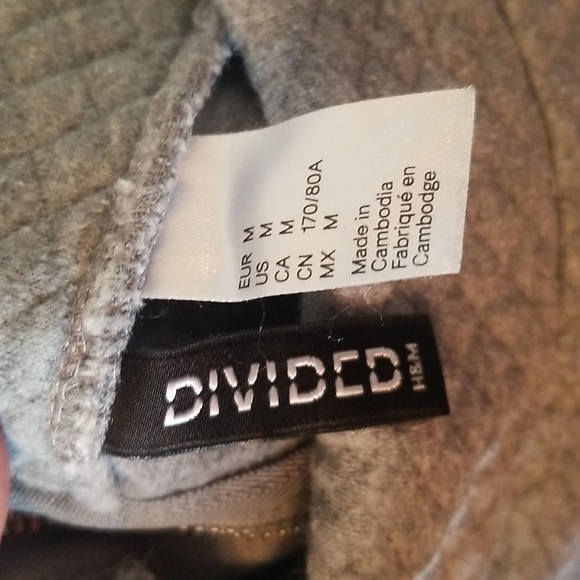 EUR M
US M
CA M
CN 170/80A
MX M
Made in
Cambodia
Fabriqué en
Cambodge
DIVIDED
H&M